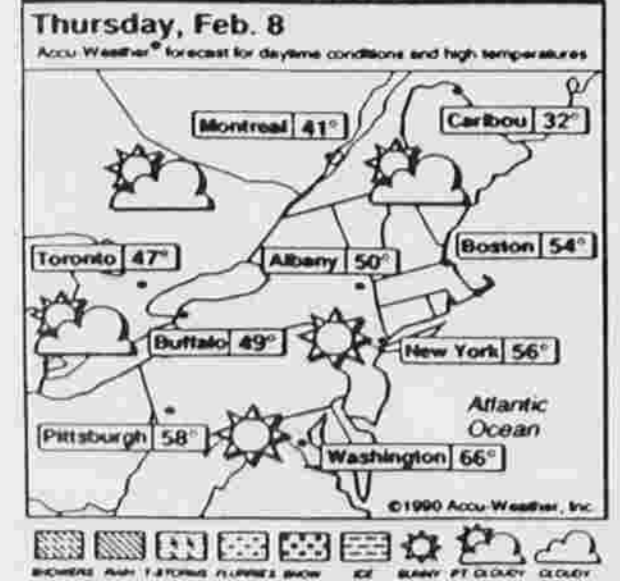 Thursday, Feb. 8
Accu-Weather® forecast for daytime conditions and high temperatures
Montreal 41°
Caribou 32°
Toronto 47°
Albany 50°
Boston 54°
Buffalo 49°
New York 56°
Atlantic
Ocean
Pittsburgh 58°
Washington 66°
©1990 Accu-Weather, Inc.
SHOWERS RAIN T-STORMS FLURRIES SNOW ICE SUNNY PT. CLOUDY CLOUDY